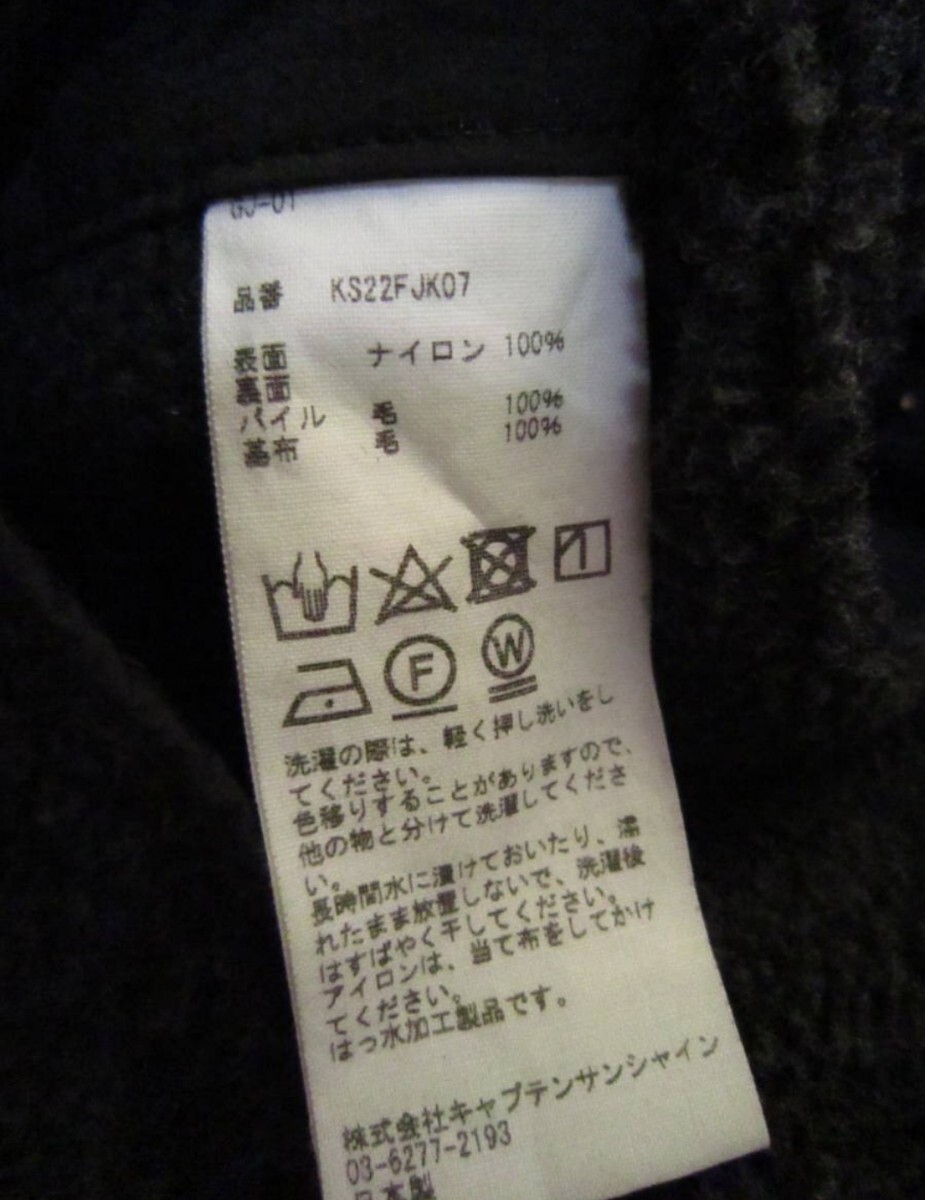 GJ-01
品番 KS22FJK07
表面 ナイロン 100%
裏面
パイル 毛 100%
基布 毛 100%
F W
洗濯の際は、軽く押し洗いをし
てください。
色移りすることがありますので、
他の物と分けて洗濯してくださ
い。
長時間水に漬けておいたり、濡
れたまま放置しないで、洗濯後
はすばやく干してください。
アイロンは、当て布をしてかけ
てください。
はっ水加工製品です。
株式会社キャプテンサンシャイン
03-6277-2193
日本製